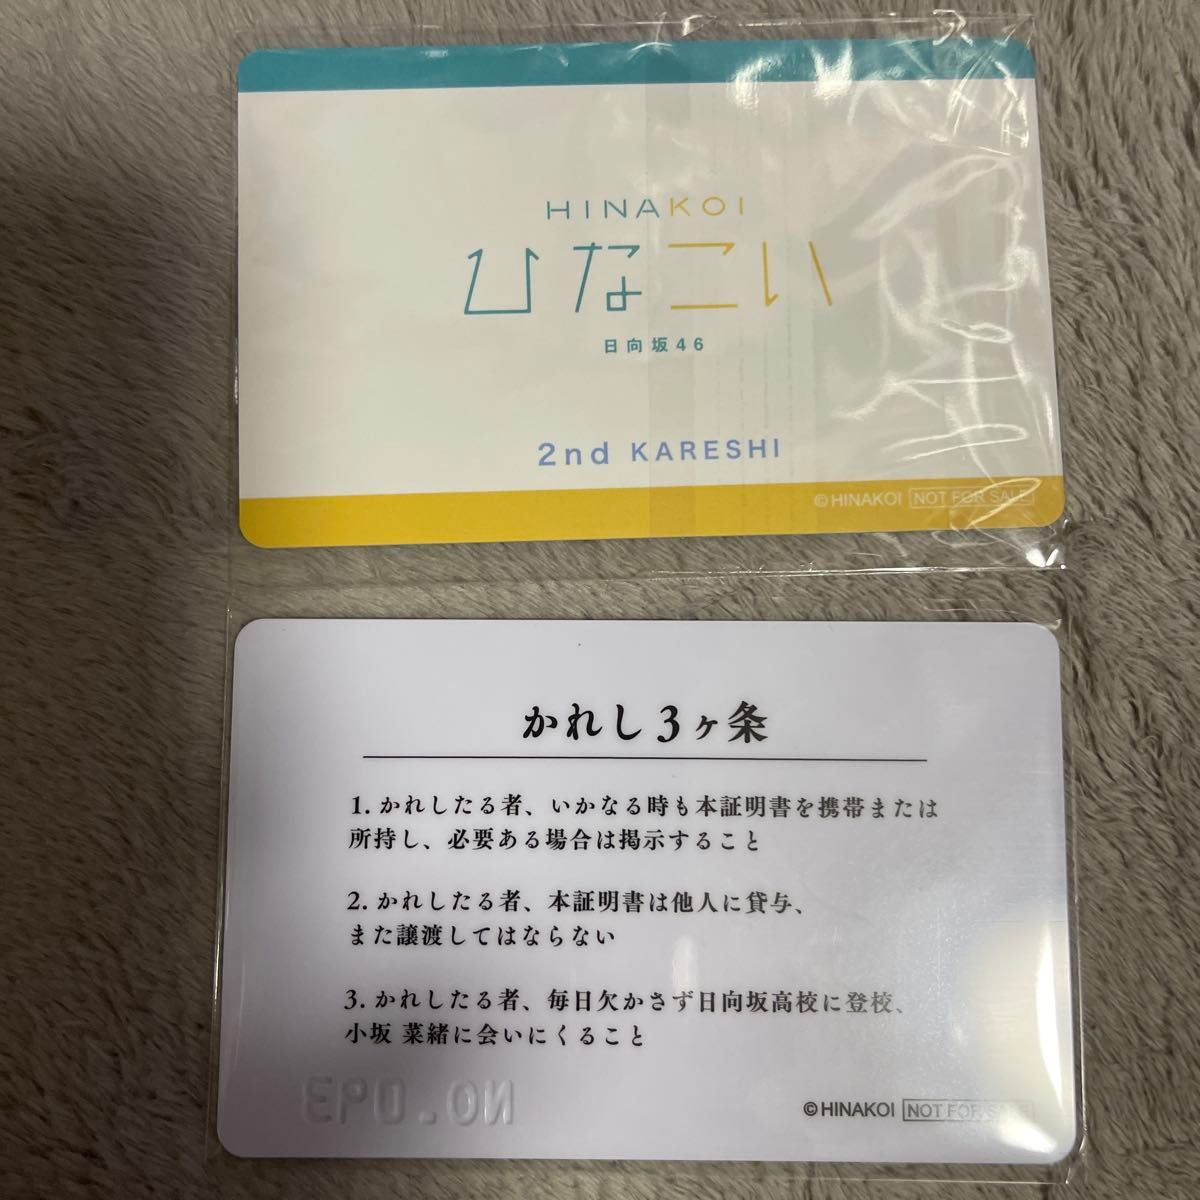 HINAKOI
ひなこい
日向坂46
2nd KARESHI
©HINAKOI NOT FOR SALE
かれし3ヶ条
1. かれしたる者、いかなる時も本証明書を携帯または
所持し、必要ある場合は掲示すること
2. かれしたる者、本証明書は他人に貸与、
また譲渡してはならない
3. かれしたる者、毎日欠かさず日向坂高校に登校、
小坂 菜緒に会いにくること
NO.093
©HINAKOI NOT FOR SALE